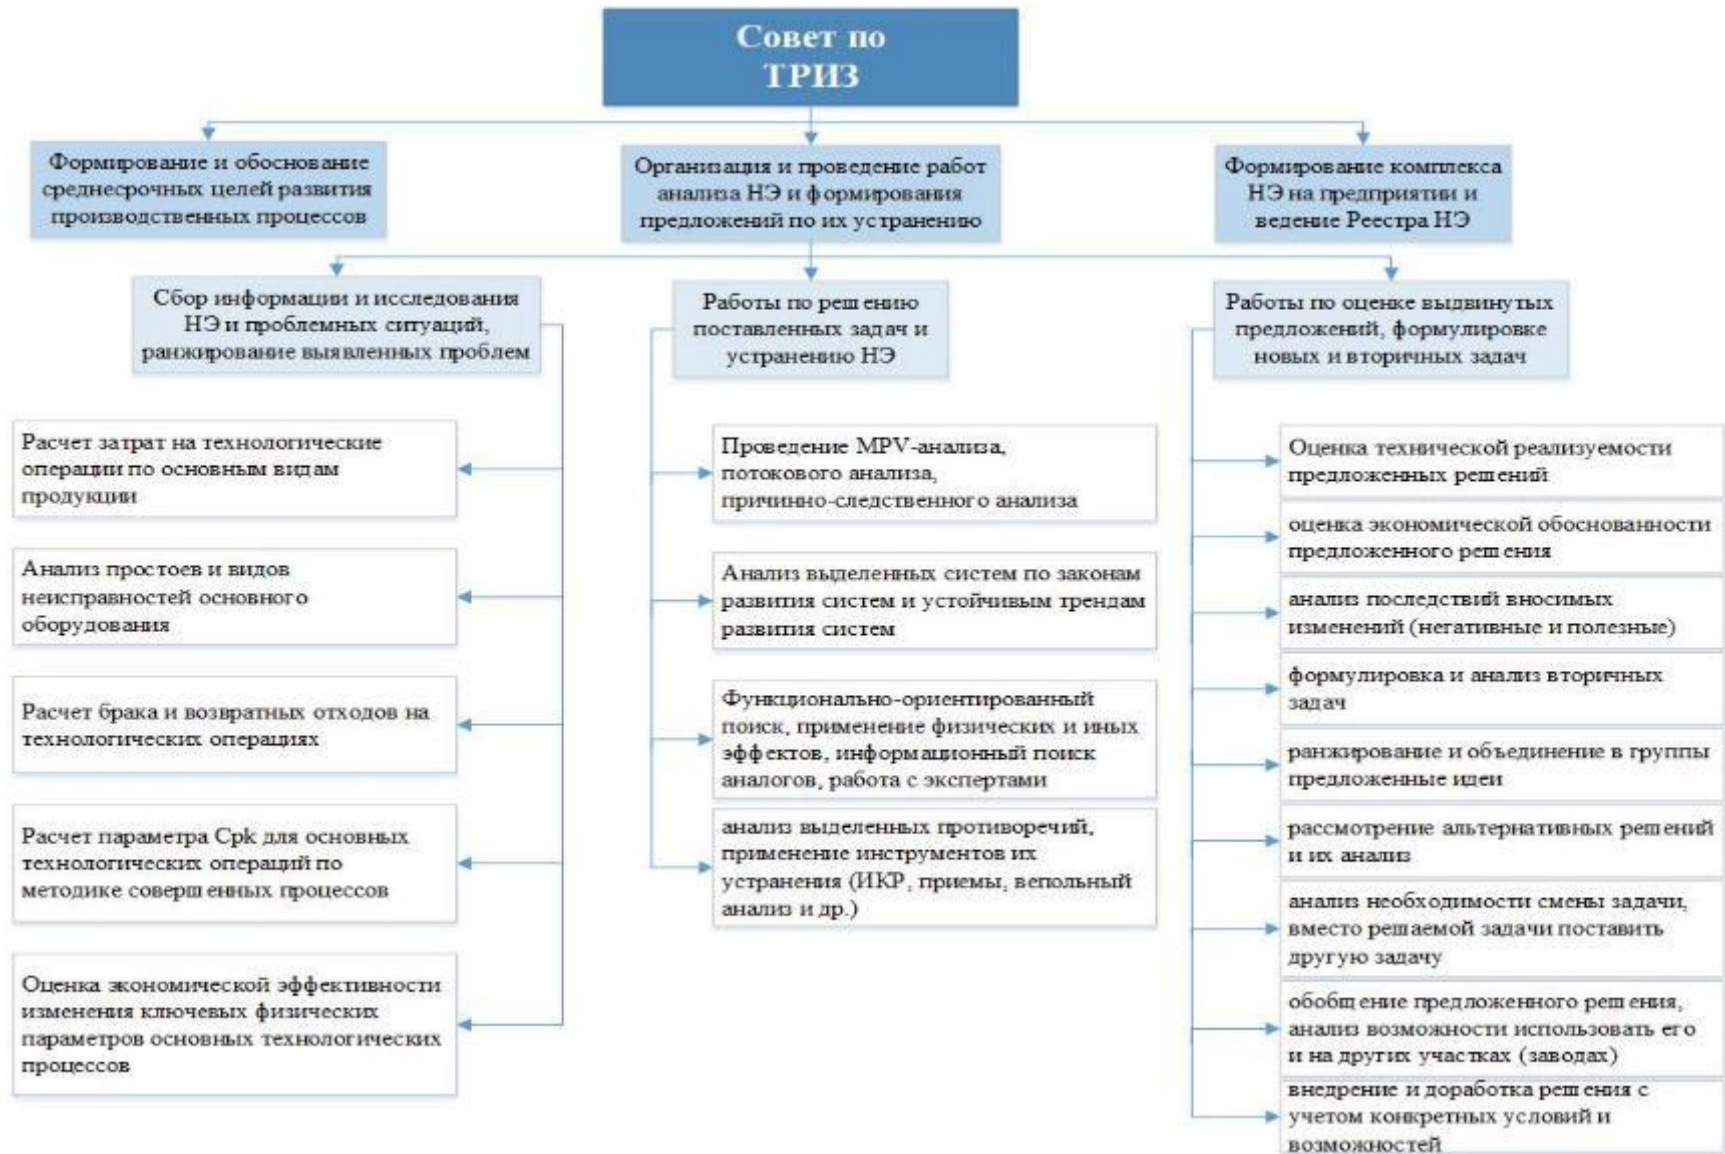 Совет по
ТРИЗ
Формирование и обоснование
среднесрочных целей развития
производственных процессов
Организация и проведение работ
анализа НЭ и формирования
предложений по их устранению
Формирование комплекса
НЭ на предприятии и
ведение Реестра НЭ
Сбор информации и исследования
НЭ и проблемных ситуаций,
ранжирование выявленных проблем
Работы по решению
поставленных задач и
устранению НЭ
Работы по оценке выдвинутых
предложений, формулировке
новых и вторичных задач
Расчет затрат на технологические
операции по основным видам
продукции
Анализ простоев и видов
неисправностей основного
оборудования
Расчет брака и возвратных отходов на
технологических операциях
Расчет параметра Cpk для основных
технологических операций по
методике совершенных процессов
Оценка экономической эффективности
изменения ключевых физических
параметров основных технологических
процессов
Проведение MPV-анализа,
потокового анализа,
причинно-следственного анализа
Анализ выделенных систем по законам
развития систем и устойчивым трендам
развития систем
Функционально-ориентированный
поиск, применение физических и иных
эффектов, информационный поиск
аналогов, работа с экспертами
анализ выделенных противоречий,
применение инструментов их
устранения (ИКР, приемы, вепольный
анализ и др.)
Оценка технической реализуемости
предложенных решений
оценка экономической обоснованности
предложенного решения
анализ последствий вносимых
изменений (негативные и полезные)
формулировка и анализ вторичных
задач
ранжирование и объединение в группы
предложенные идеи
рассмотрение альтернативных решений
и их анализ
анализ необходимости смены задачи,
вместо решаемой задачи поставить
другую задачу
обобщение предложенного решения,
анализ возможности использовать его
и на других участках (заводах)
внедрение и доработка решения с
учетом конкретных условий и
возможностей